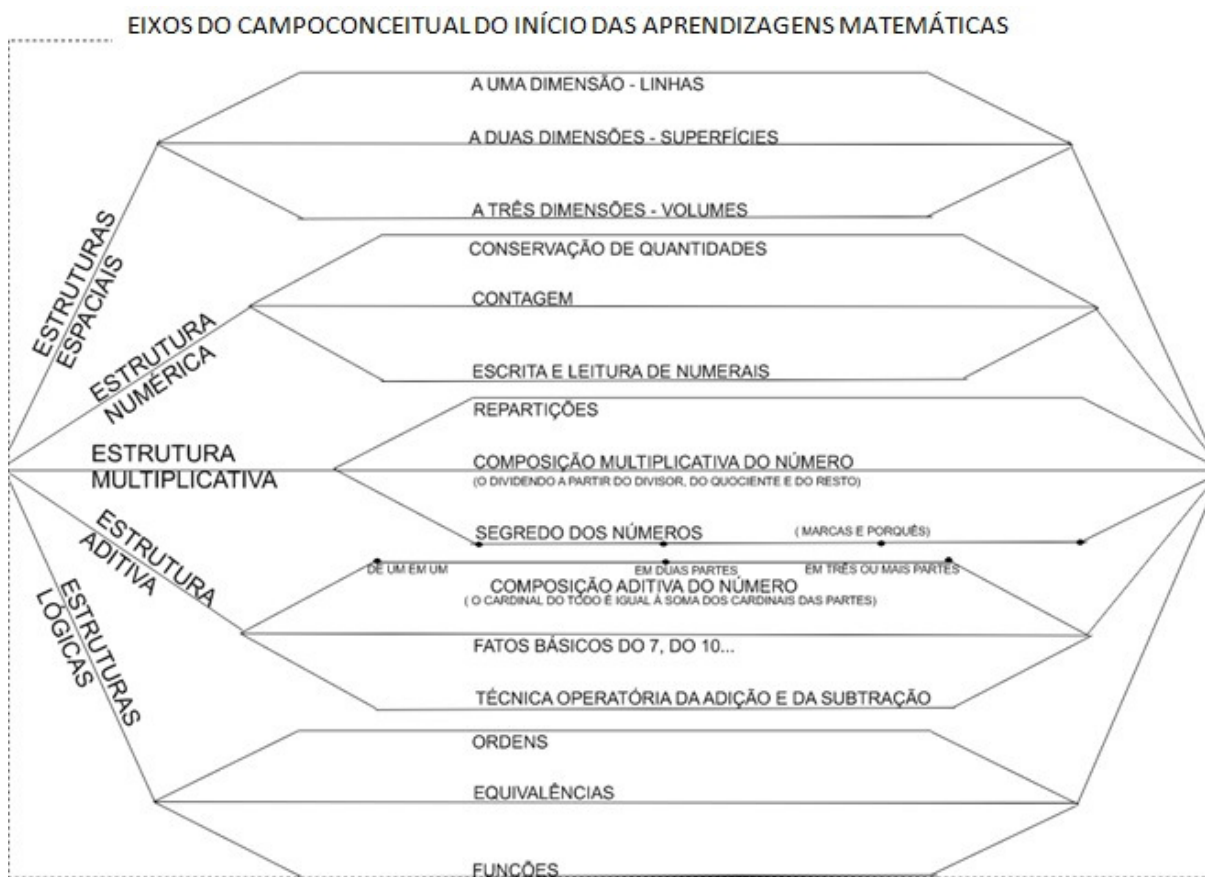 EIXOS DO CAMPOCONCEITUAL DO INÍCIO DAS APRENDIZAGENS MATEMÁTICAS
ESTRUTURAS
ESPACIAIS
A UMA DIMENSÃO - LINHAS
A DUAS DIMENSÕES - SUPERFÍCIES
A TRÊS DIMENSÕES - VOLUMES
ESTRUTURA
NUMÉRICA
CONSERVAÇÃO DE QUANTIDADES
CONTAGEM
ESCRITA E LEITURA DE NUMERAIS
ESTRUTURA
MULTIPLICATIVA
REPARTIÇÕES
COMPOSIÇÃO MULTIPLICATIVA DO NÚMERO
(O DIVIDENDO A PARTIR DO DIVISOR, DO QUOCIENTE E DO RESTO)
SEGREDO DOS NÚMEROS ( MARCAS E PORQUÊS)
ESTRUTURA
ADITIVA
DE UM EM UM EM DUAS PARTES EM TRÊS OU MAIS PARTES
COMPOSIÇÃO ADITIVA DO NÚMERO
( O CARDINAL DO TODO É IGUAL Á SOMA DOS CARDINAIS DAS PARTES)
FATOS BÁSICOS DO 7, DO 10...
TÉCNICA OPERATÓRIA DA ADIÇÃO E DA SUBTRAÇÃO
ESTRUTURAS
LÓGICAS
ORDENS
EQUIVALÊNCIAS
FUNÇÕES